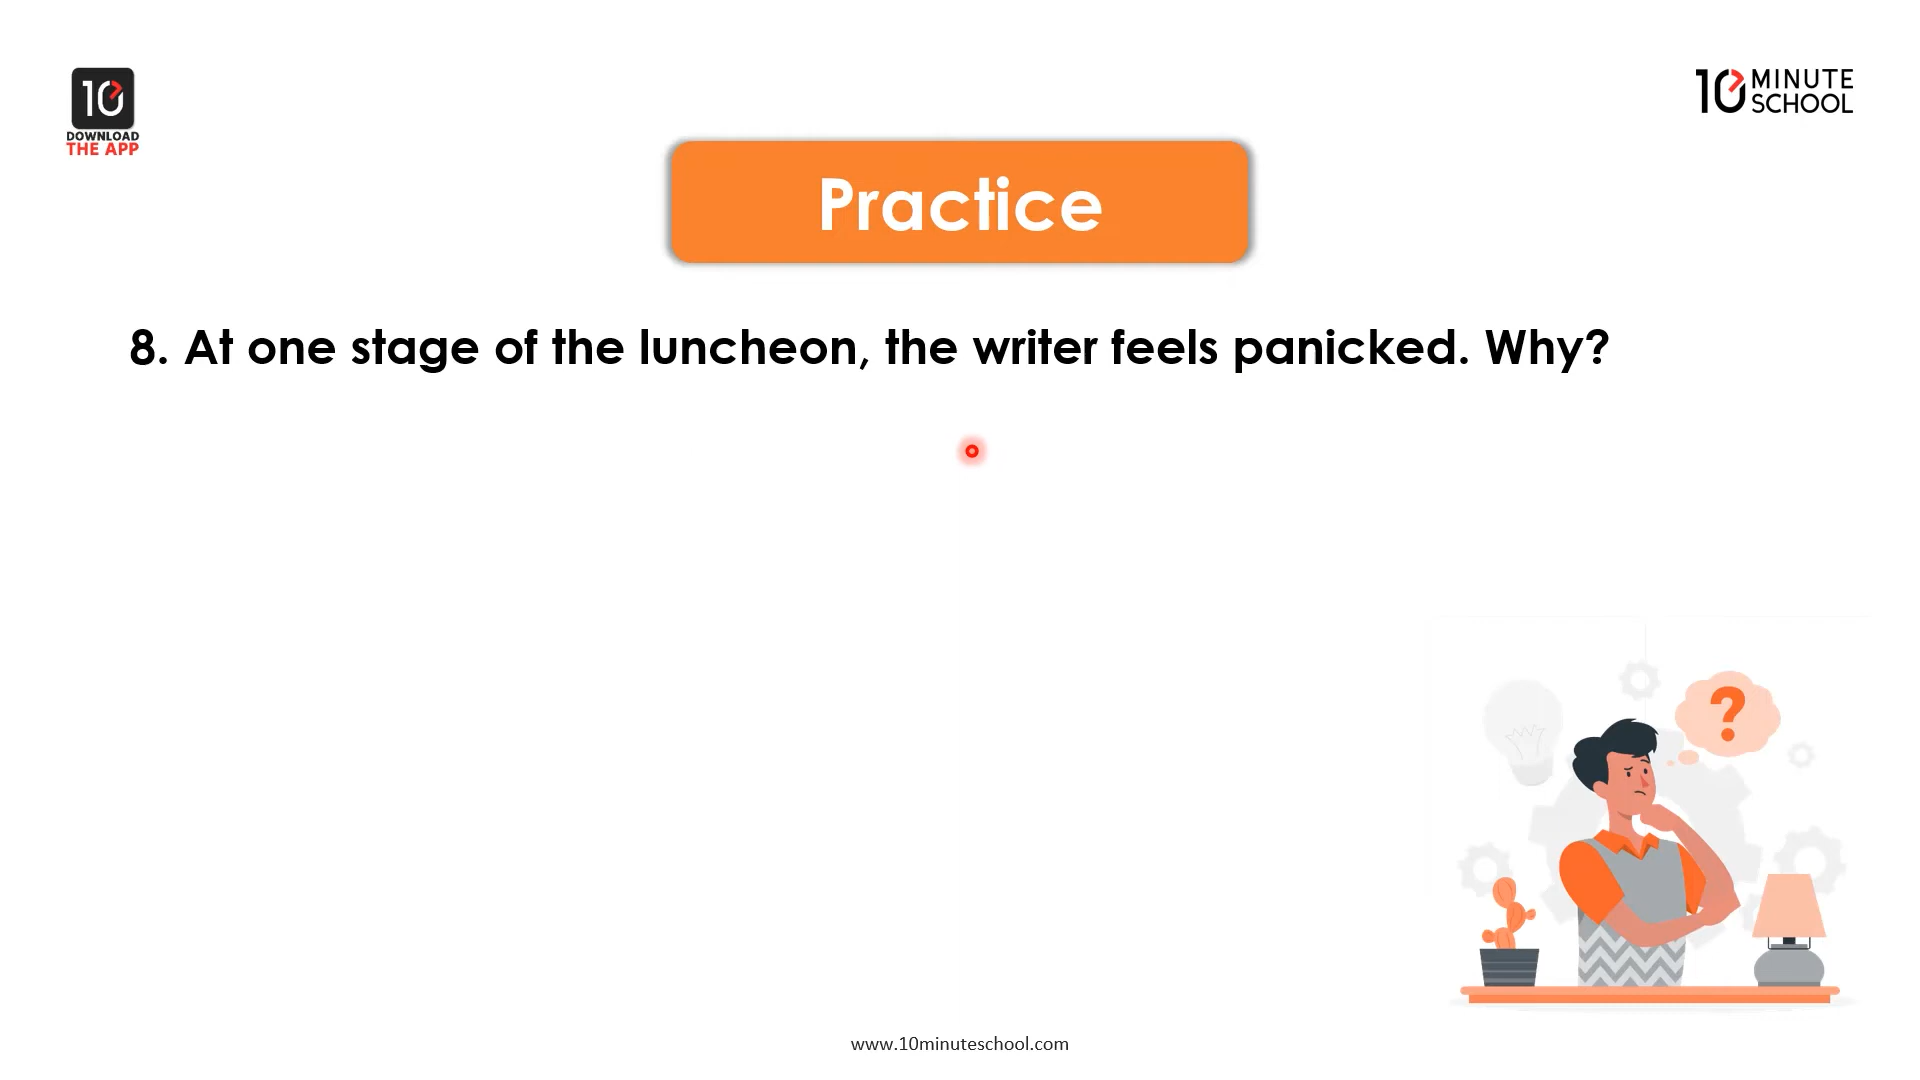 10
DOWNLOAD
THE APP
10 MINUTE
SCHOOL
Practice
8. At one stage of the luncheon, the writer feels panicked. Why?
?
www.10minuteschool.com